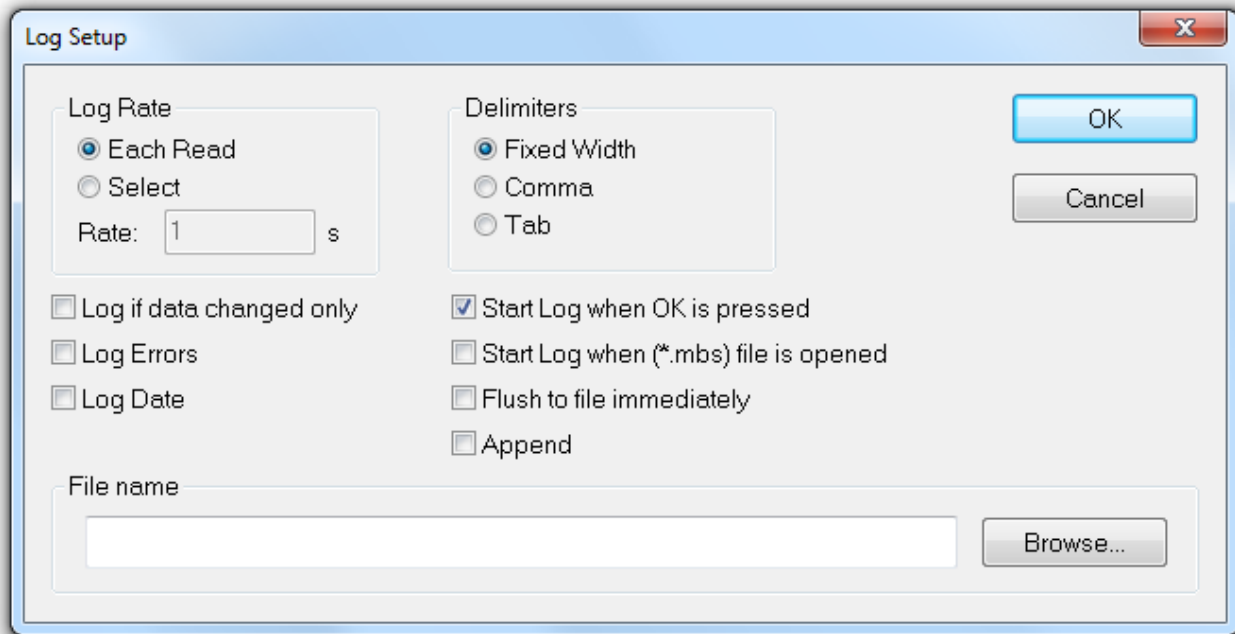 Log Setup
Log Rate
Each Read
Select
Rate: 1 s
Delimiters
Fixed Width
Comma
Tab
OK
Cancel
Log if data changed only
Log Errors
Log Date
Start Log when OK is pressed
Start Log when (*.mbs) file is opened
Flush to file immediately
Append
File name
Browse...